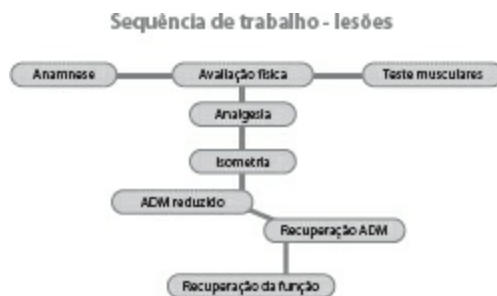 Sequência de trabalho - lesões
Anamnese
Avaliação física
Teste musculares
Analgesia
Isometria
ADM reduzido
Recuperação ADM
Recuperação da função